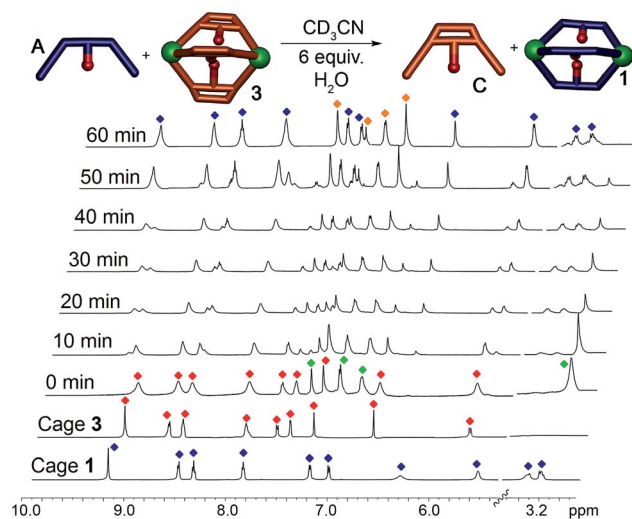 A + 3 CD₃CN 6 equiv. H₂O C + 1
60 min
50 min
40 min
30 min
20 min
10 min
0 min
Cage 3
Cage 1
10.0 9.0 8.0 7.0 6.0 3.2 ppm